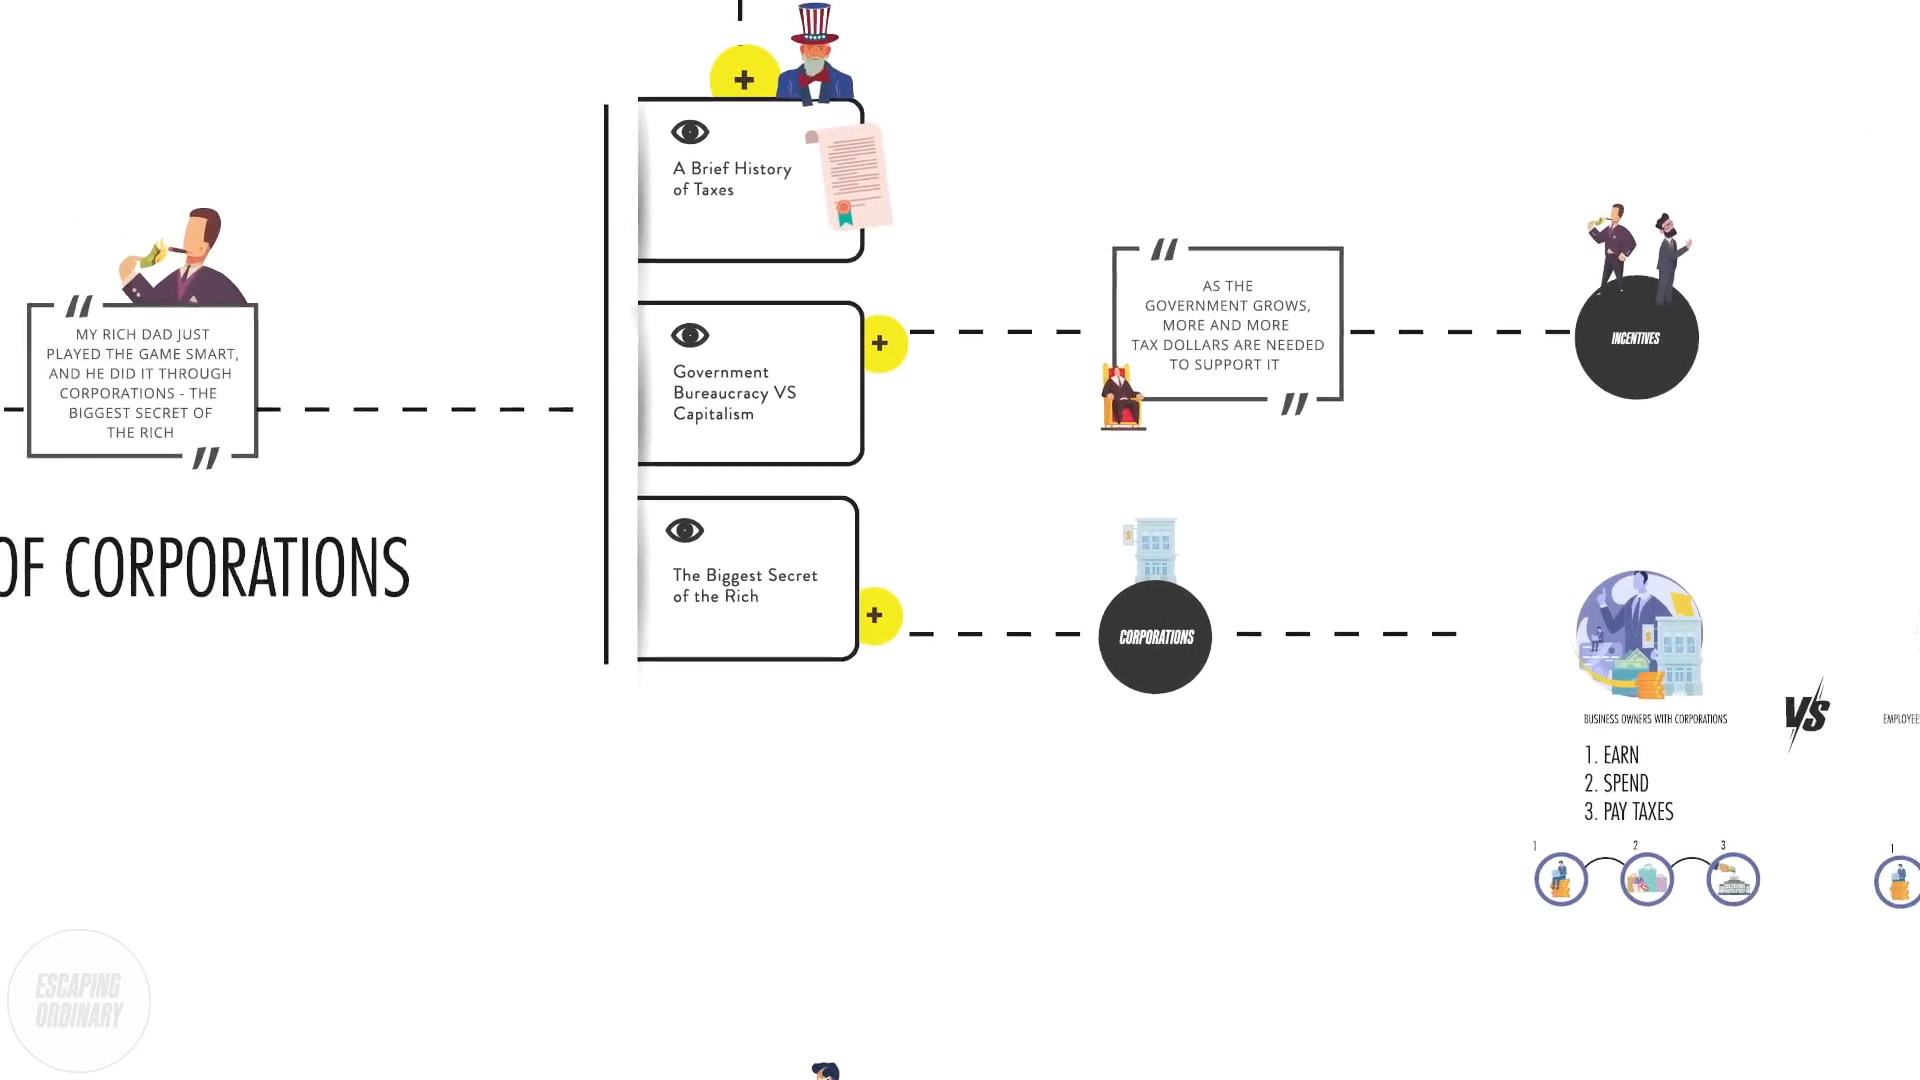 A Brief History
of Taxes
MY RICH DAD JUST
PLAYED THE GAME SMART,
AND HE DID IT THROUGH
CORPORATIONS - THE
BIGGEST SECRET OF
THE RICH
Government
Bureaucracy VS
Capitalism
AS THE
GOVERNMENT GROWS,
MORE AND MORE
TAX DOLLARS ARE NEEDED
TO SUPPORT IT
INCENTIVES
OF CORPORATIONS
The Biggest Secret
of the Rich
CORPORATIONS
BUSINESS OWNERS WITH CORPORATIONS
VS
1. EARN
2. SPEND
3. PAY TAXES
1
2
3
1
ESCAPING
ORDINARY